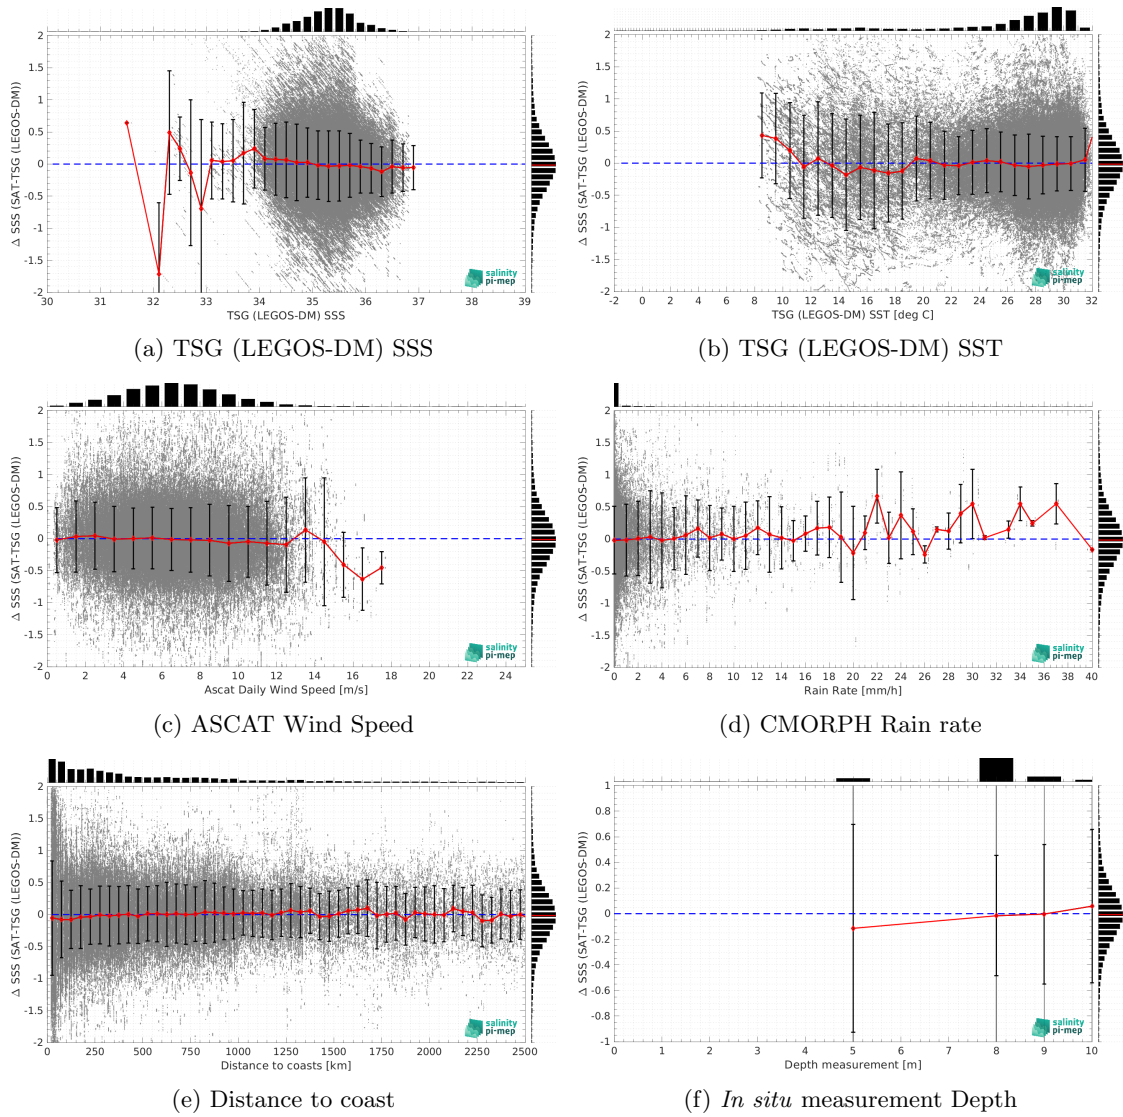 Δ SSS (SAT-TSG (LEGOS-DM))
2
1.5
1
0.5
0
-0.5
-1
-1.5
-2
30 31 32 33 34 35 36 37 38 39
TSG (LEGOS-DM) SSS
salinity
pi-mep
(a) TSG (LEGOS-DM) SSS
Δ SSS (SAT-TSG (LEGOS-DM))
2
1.5
1
0.5
0
-0.5
-1
-1.5
-2
-2 0 2 4 6 8 10 12 14 16 18 20 22 24 26 28 30 32
TSG (LEGOS-DM) SST [deg C]
salinity
pi-mep
(b) TSG (LEGOS-DM) SST
Δ SSS (SAT-TSG (LEGOS-DM))
2
1.5
1
0.5
0
-0.5
-1
-1.5
-2
0 2 4 6 8 10 12 14 16 18 20 22 24
Ascat Daily Wind Speed [m/s]
salinity
pi-mep
(c) ASCAT Wind Speed
Δ SSS (SAT-TSG (LEGOS-DM))
2
1.5
1
0.5
0
-0.5
-1
-1.5
-2
0 2 4 6 8 10 12 14 16 18 20 22 24 26 28 30 32 34 36 38 40
Rain Rate [mm/h]
salinity
pi-mep
(d) CMORPH Rain rate
Δ SSS (SAT-TSG (LEGOS-DM))
2
1.5
1
0.5
0
-0.5
-1
-1.5
-2
0 250 500 750 1000 1250 1500 1750 2000 2250 2500
Distance to coasts [km]
salinity
pi-mep
(e) Distance to coast
Δ SSS (SAT-TSG (LEGOS-DM))
1
0.8
0.6
0.4
0.2
0
-0.2
-0.4
-0.6
-0.8
-1
0 1 2 3 4 5 6 7 8 9 10
Depth measurement [m]
salinity
pi-mep
(f) In situ measurement Depth